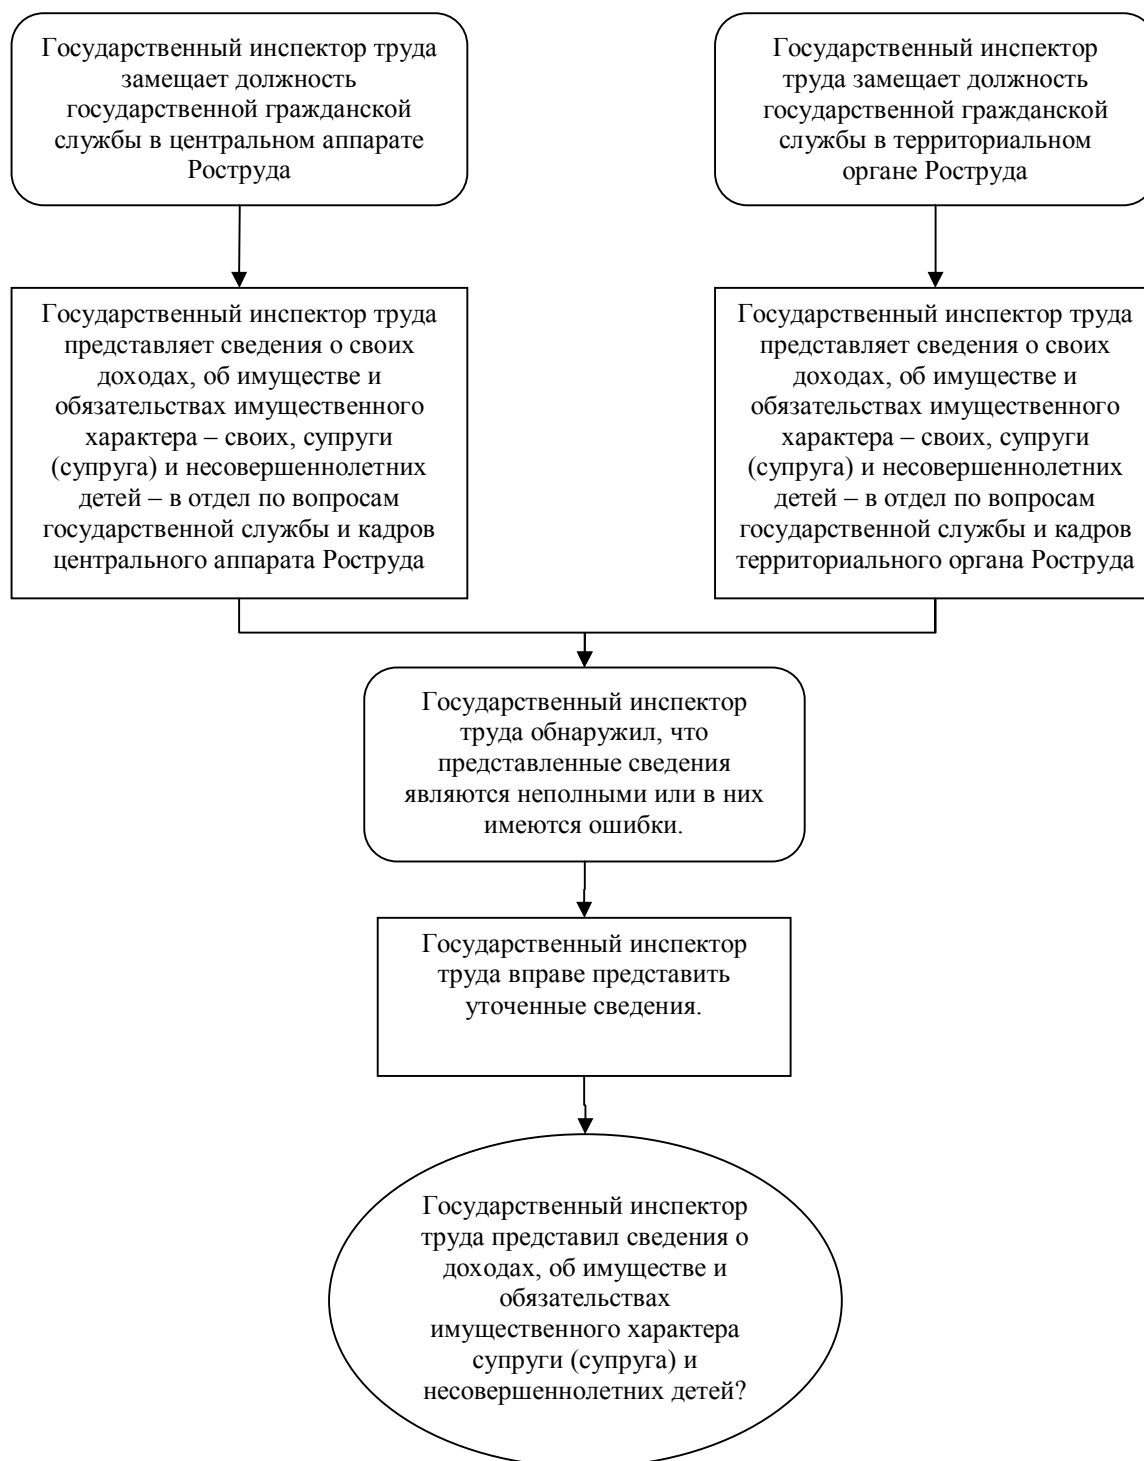 Государственный инспектор труда
замещает должность
государственной гражданской
службы в центральном аппарате
Роструда
Государственный инспектор
труда замещает должность
государственной гражданской
службы в территориальном
органе Роструда
Государственный инспектор труда
представляет сведения о своих
доходах, об имуществе и
обязательствах имущественного
характера – своих, супруги
(супруга) и несовершеннолетних
детей – в отдел по вопросам
государственной службы и кадров
центрального аппарата Роструда
Государственный инспектор труда
представляет сведения о своих
доходах, об имуществе и
обязательствах имущественного
характера – своих, супруги
(супруга) и несовершеннолетних
детей – в отдел по вопросам
государственной службы и кадров
территориального органа Роструда
Государственный инспектор
труда обнаружил, что
представленные сведения
являются неполными или в них
имеются ошибки.
Государственный инспектор
труда вправе представить
уточненные сведения.
Государственный инспектор
труда представил сведения о
доходах, об имуществе и
обязательствах
имущественного характера
супруги (супруга) и
несовершеннолетних детей?